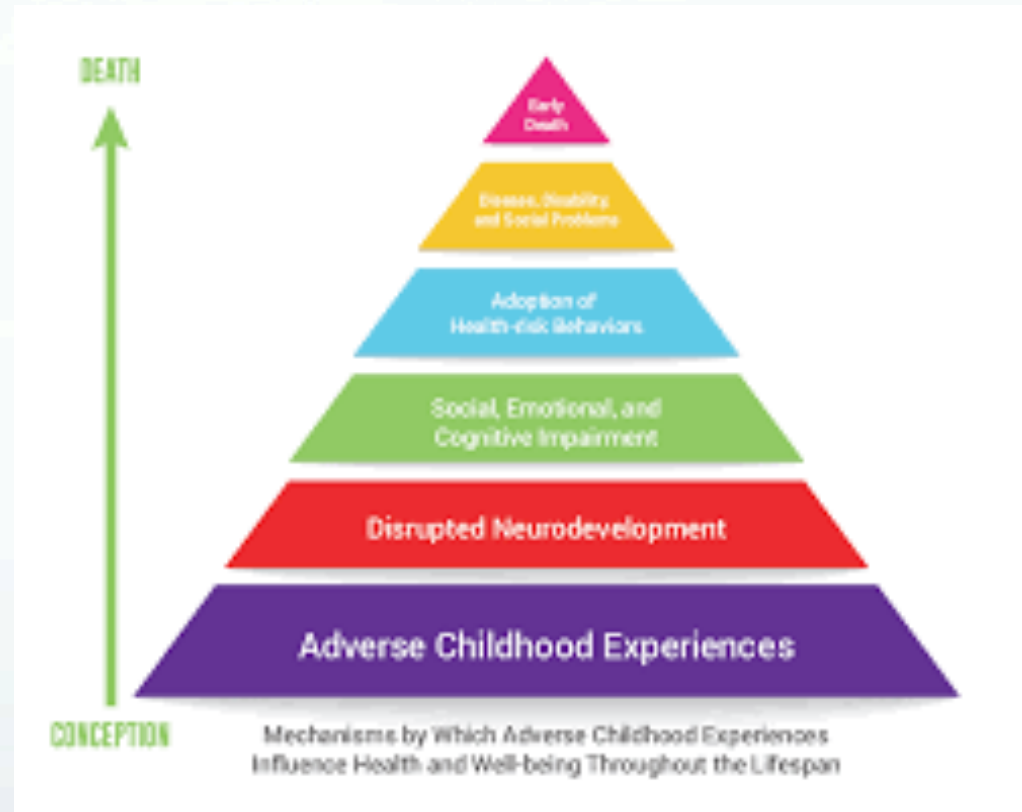 DEATH
Early
Death
Disease, Disability,
and Social Problems
Adoption of
Health-risk Behaviors
Social, Emotional, and
Cognitive Impairment
Disrupted Neurodevelopment
Adverse Childhood Experiences
CONCEPTION
Mechanisms by Which Adverse Childhood Experiences
Influence Health and Well-being Throughout the Lifespan